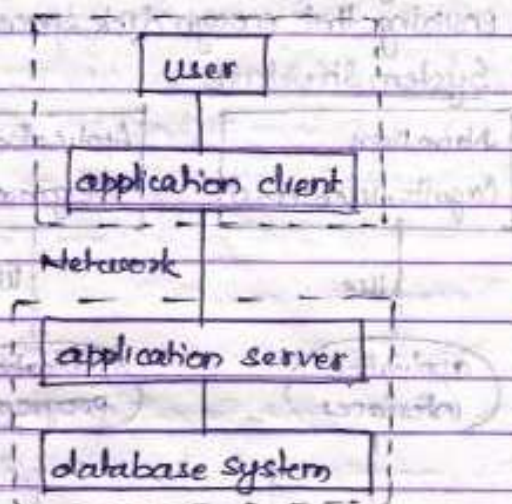 user
application client
Network
application server
database system